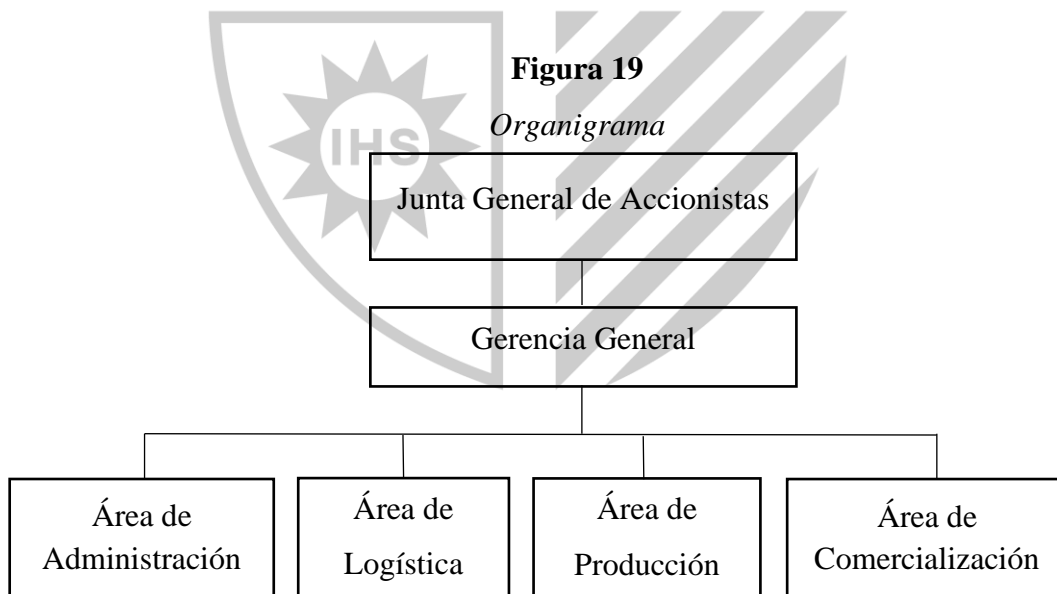 Figura 19
Organigrama
IHS
Junta General de Accionistas
Gerencia General
Área de
Administración
Área de
Logística
Área de
Producción
Área de
Comercialización